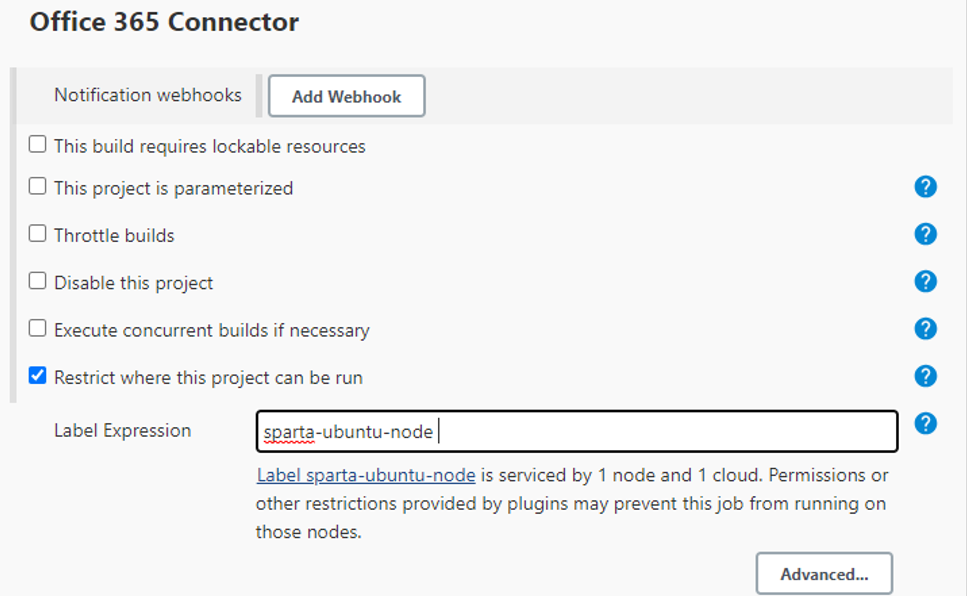 Office 365 Connector
Notification webhooks
Add Webhook
This build requires lockable resources
This project is parameterized
?
Throttle builds
?
Disable this project
?
Execute concurrent builds if necessary
?
Restrict where this project can be run
?
Label Expression
sparta-ubuntu-node
?
Label sparta-ubuntu-node is serviced by 1 node and 1 cloud. Permissions or
other restrictions provided by plugins may prevent this job from running on
those nodes.
Advanced...